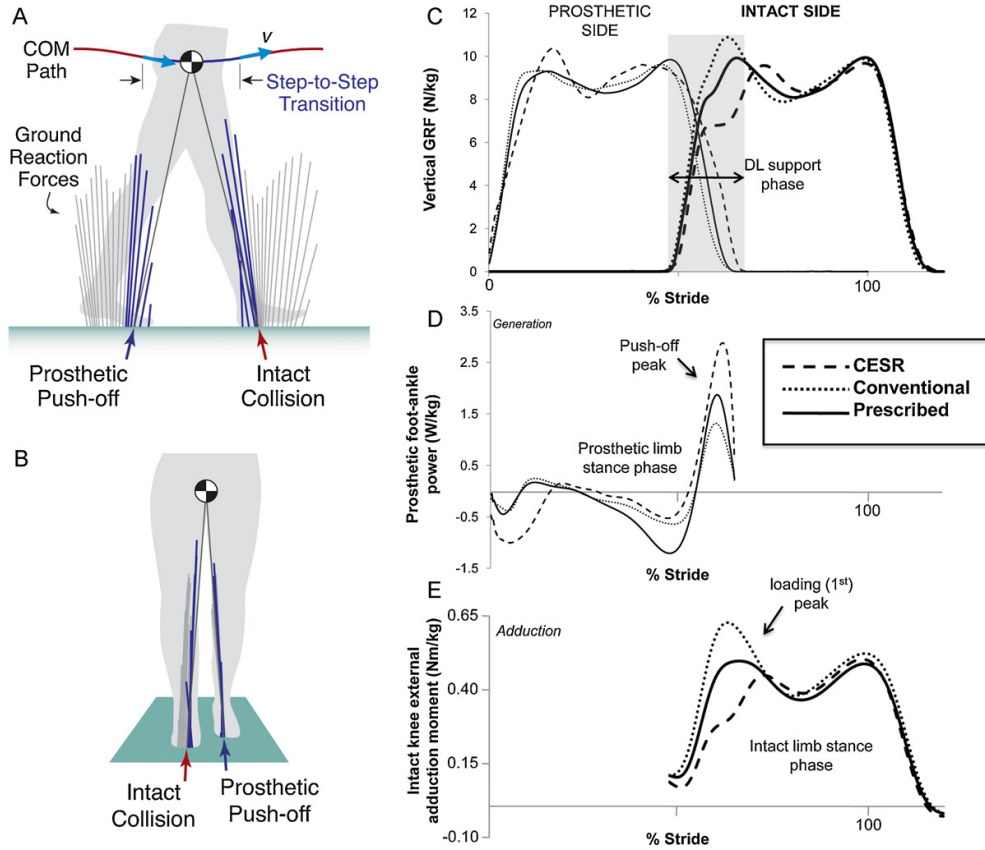 A
COM
Path
v
Step-to-Step
Transition
Ground
Reaction
Forces
Prosthetic
Push-off
Intact
Collision
B
Intact
Collision
Prosthetic
Push-off
C
PROSTHETIC
SIDE
INTACT SIDE
Vertical GRF (N/kg)
12
10
8
6
4
2
0
0
100
DL support
phase
% Stride
D
Generation
Prosthetic foot-ankle
power (W/kg)
3.5
2.5
1.5
0.5
-0.5
-1.5
Push-off
peak
Prosthetic limb
stance phase
100
% Stride
CESR
Conventional
Prescribed
E
Adduction
Intact knee external
adduction moment (Nm/kg)
0.65
0.40
0.15
-0.10
loading (1st)
peak
Intact limb stance
phase
100
% Stride